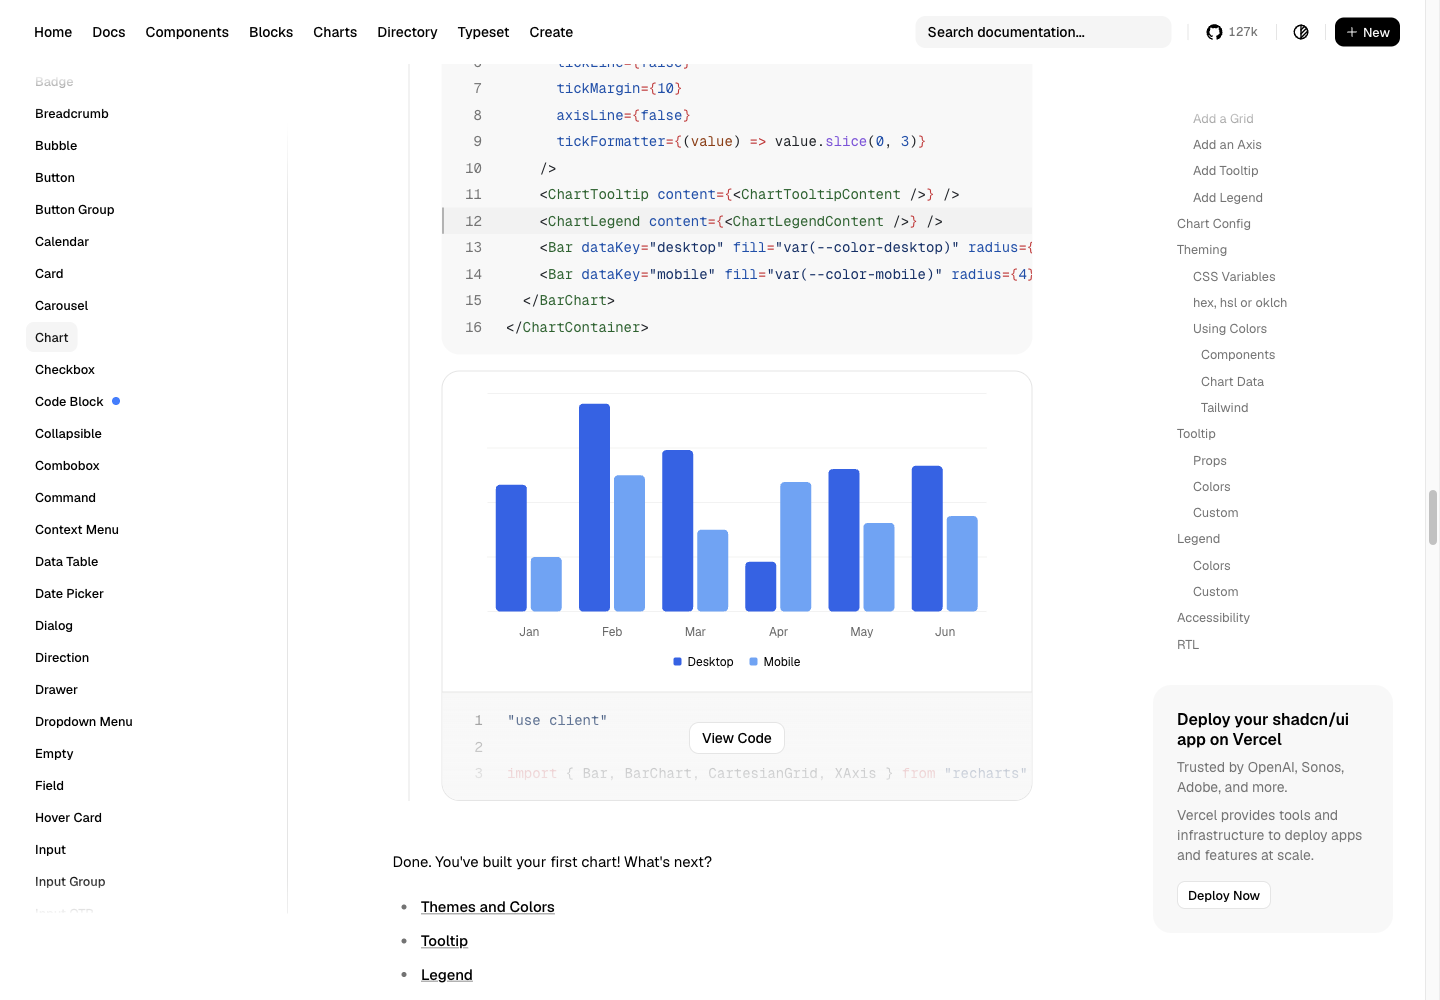 Home Docs Components Blocks Charts Directory Typeset Create
Search documentation...
127k
New
Badge
Breadcrumb
Bubble
Button
Button Group
Calendar
Card
Carousel
Chart
Checkbox
Code Block
Collapsible
Combobox
Command
Context Menu
Data Table
Date Picker
Dialog
Direction
Drawer
Dropdown Menu
Empty
Field
Hover Card
Input
Input Group
Input OTP
6 tickLine={false}
7 tickMargin={10}
8 axisLine={false}
9 tickFormatter={(value) => value.slice(0, 3)}
10 />
11 <ChartTooltip content={<ChartTooltipContent />} />
12 <ChartLegend content={<ChartLegendContent />} />
13 <Bar dataKey="desktop" fill="var(--color-desktop)" radius={
14 <Bar dataKey="mobile" fill="var(--color-mobile)" radius={4}
15 </BarChart>
16 </ChartContainer>
Jan Feb Mar Apr May Jun
Desktop Mobile
1 "use client"
2
View Code
3 import { Bar, BarChart, CartesianGrid, XAxis } from "recharts"
Done. You've built your first chart! What's next?
• Themes and Colors
• Tooltip
• Legend
Add a Grid
Add an Axis
Add Tooltip
Add Legend
Chart Config
Theming
CSS Variables
hex, hsl or oklch
Using Colors
Components
Chart Data
Tailwind
Tooltip
Props
Colors
Custom
Legend
Colors
Custom
Accessibility
RTL
Deploy your shadcn/ui
app on Vercel
Trusted by OpenAI, Sonos,
Adobe, and more.
Vercel provides tools and
infrastructure to deploy apps
and features at scale.
Deploy Now